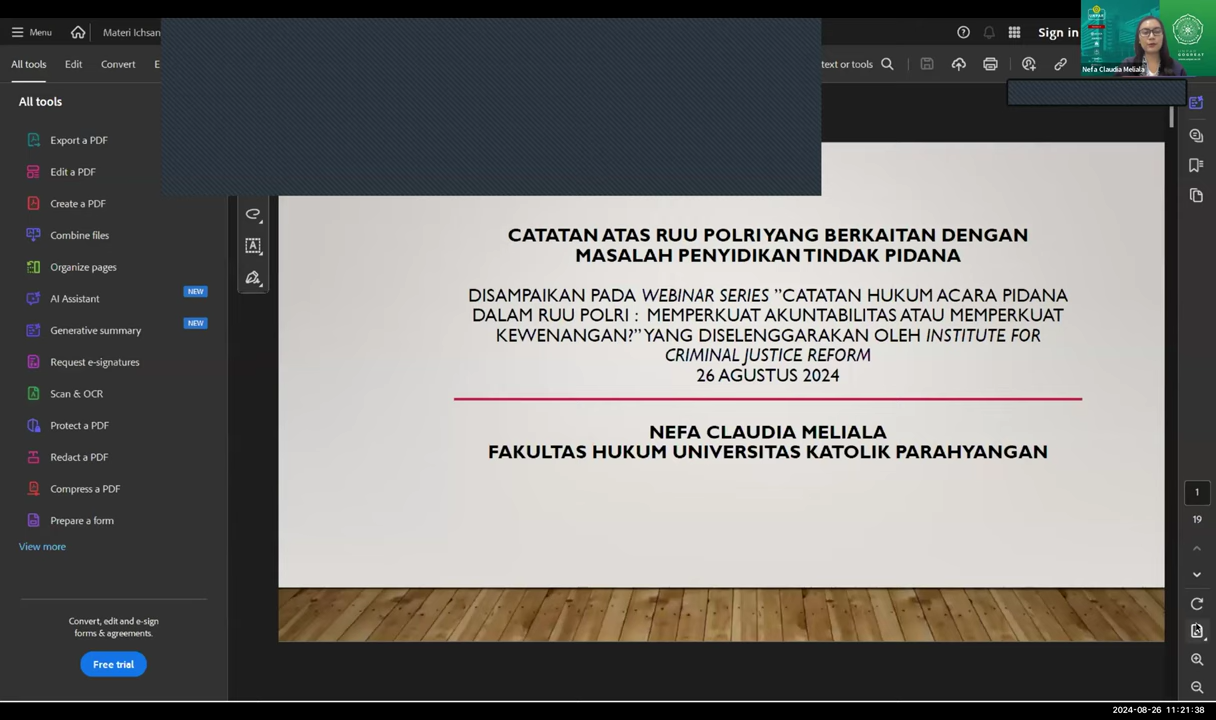 Menu
Materi Ichsan
Sign in
All tools
Edit
Convert
E
text or tools
Nefa Claudia Meliala
All tools
Export a PDF
Edit a PDF
Create a PDF
Combine files
Organize pages
AI Assistant
NEW
Generative summary
NEW
Request e-signatures
Scan & OCR
Protect a PDF
Redact a PDF
Compress a PDF
Prepare a form
View more
Convert, edit and e-sign
forms & agreements.
Free trial
CATATAN ATAS RUU POLRI YANG BERKAITAN DENGAN
MASALAH PENYIDIKAN TINDAK PIDANA
DISAMPAIKAN PADA WEBINAR SERIES "CATATAN HUKUM ACARA PIDANA
DALAM RUU POLRI : MEMPERKUAT AKUNTABILITAS ATAU MEMPERKUAT
KEWENANGAN?" YANG DISELENGGARAKAN OLEH INSTITUTE FOR
CRIMINAL JUSTICE REFORM
26 AGUSTUS 2024
NEFA CLAUDIA MELIALA
FAKULTAS HUKUM UNIVERSITAS KATOLIK PARAHYANGAN
1
19
2024-08-26 11:21:38